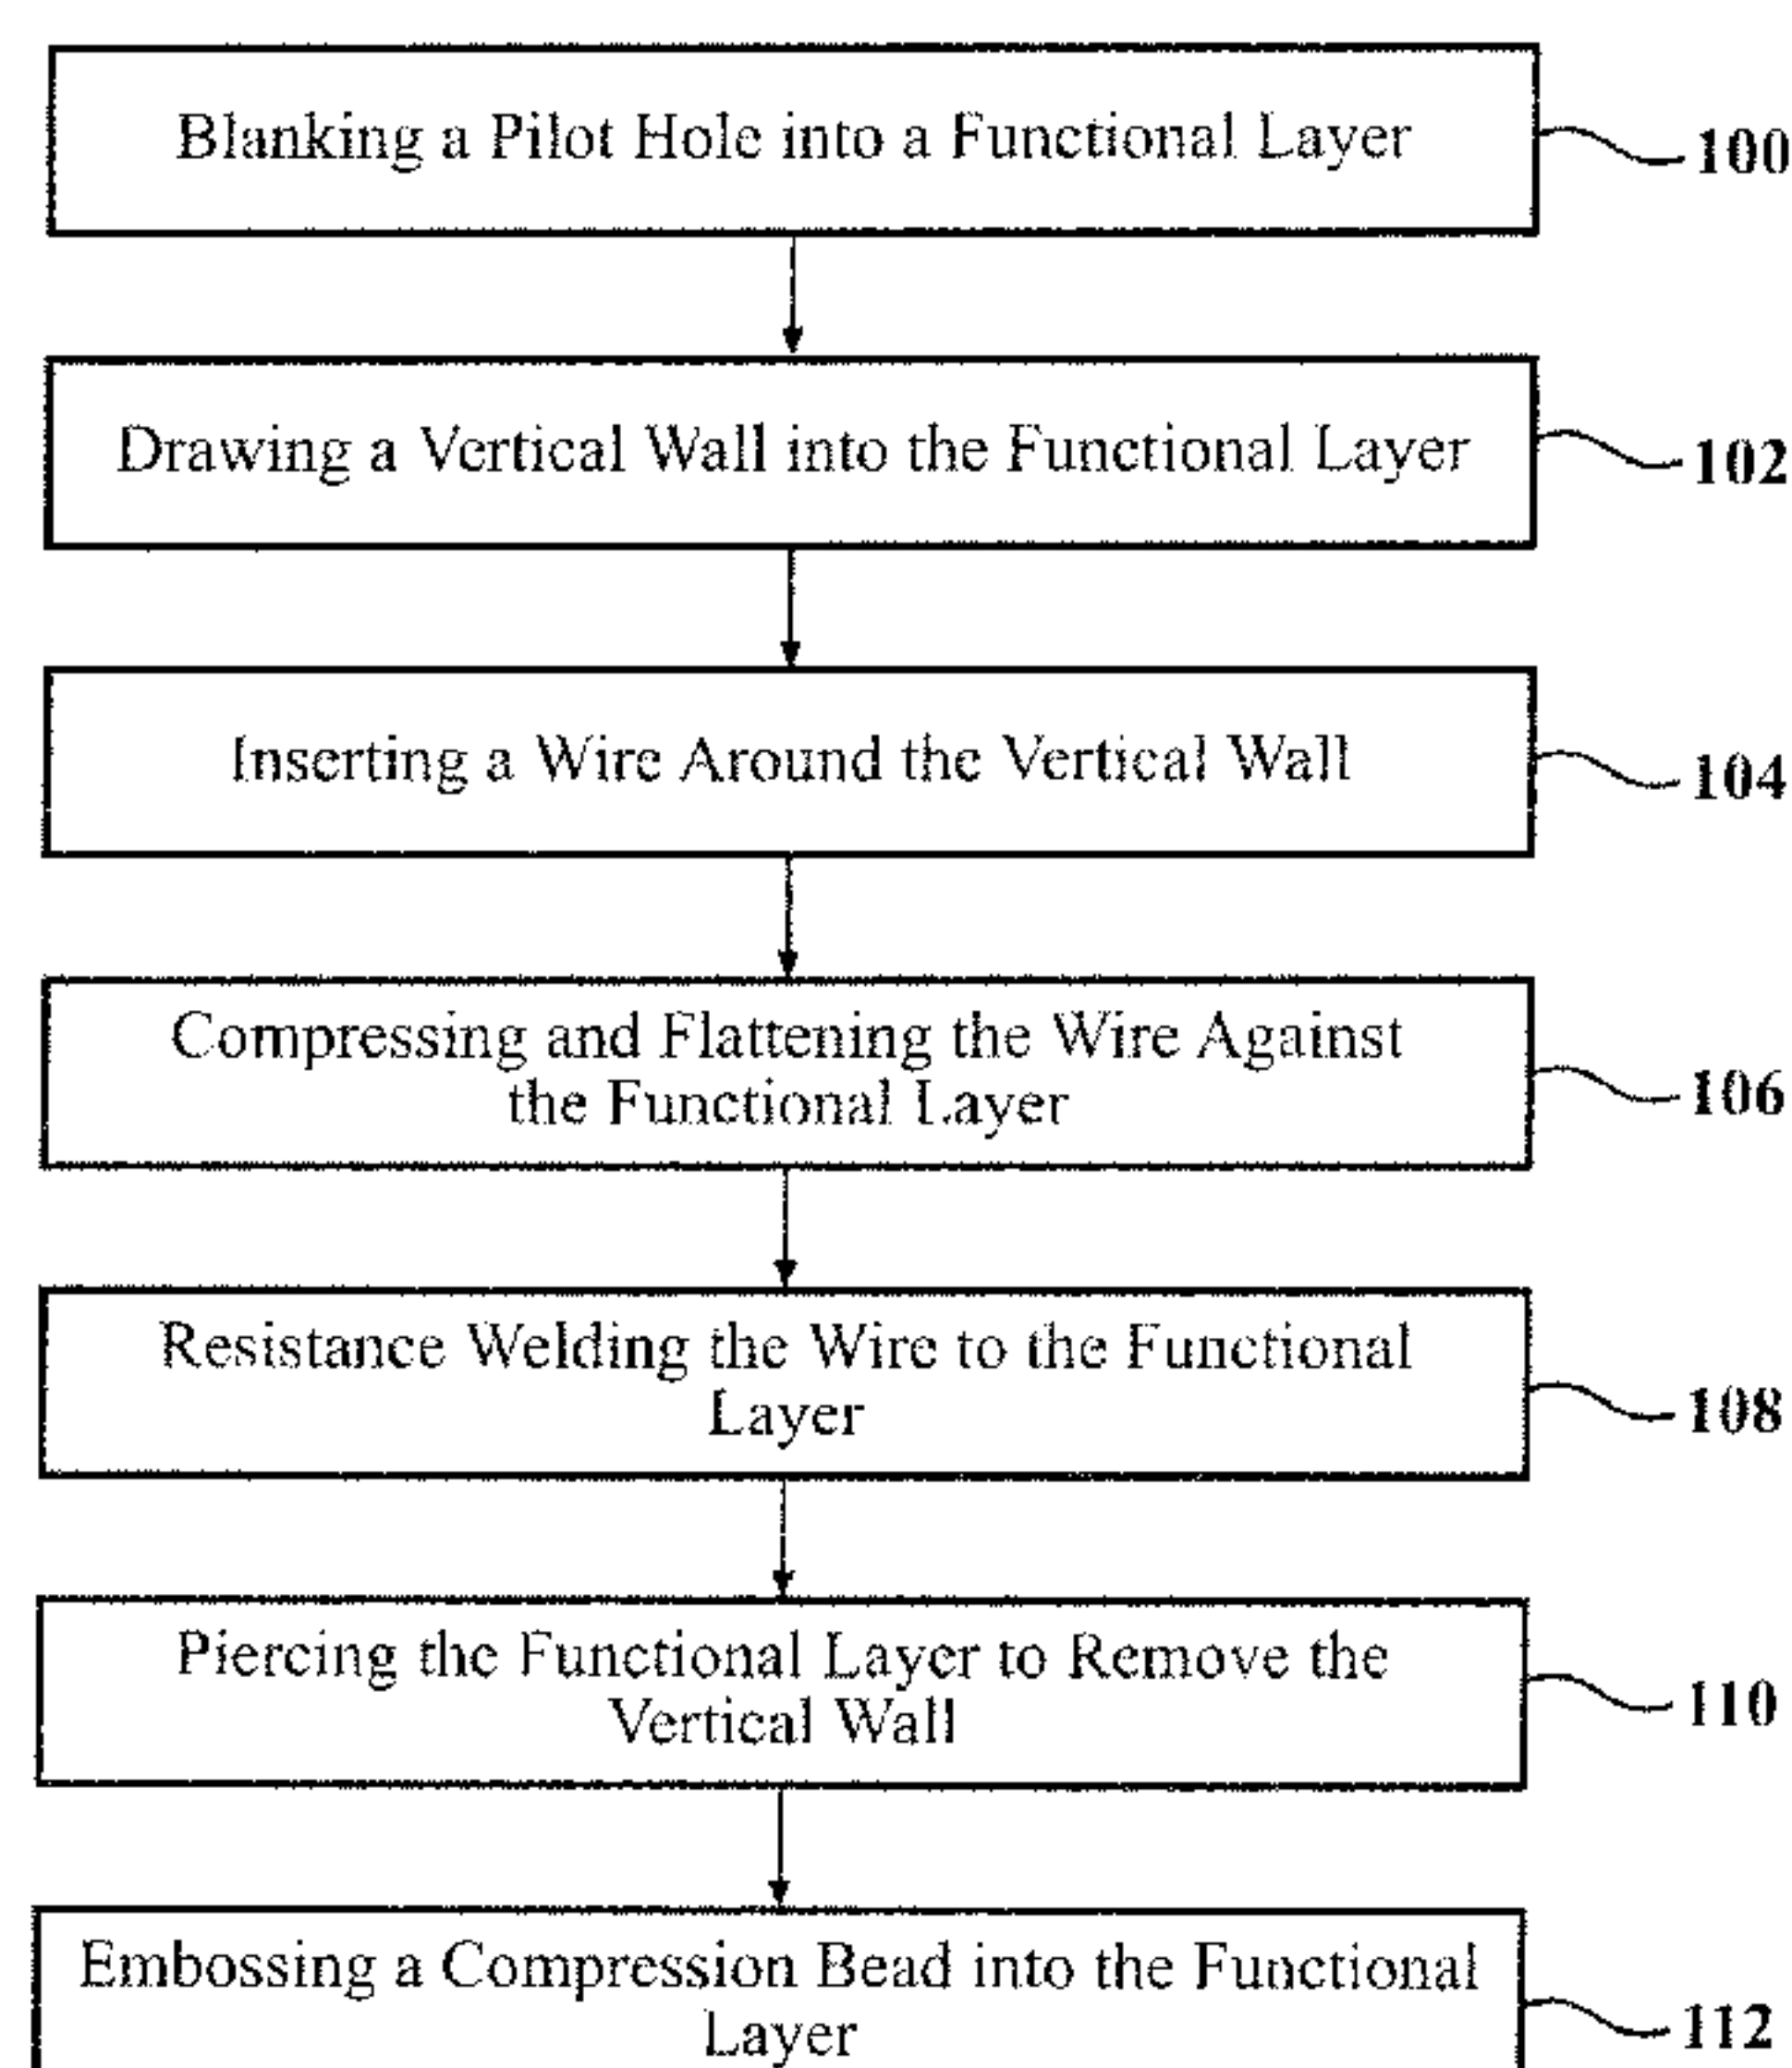 Blanking a Pilot Hole into a Functional Layer
100
Drawing a Vertical Wall into the Functional Layer
102
Inserting a Wire Around the Vertical Wall
104
Compressing and Flattening the Wire Against
the Functional Layer
106
Resistance Welding the Wire to the Functional
Layer
108
Piercing the Functional Layer to Remove the
Vertical Wall
110
Embossing a Compression Bead into the Functional
Layer
112